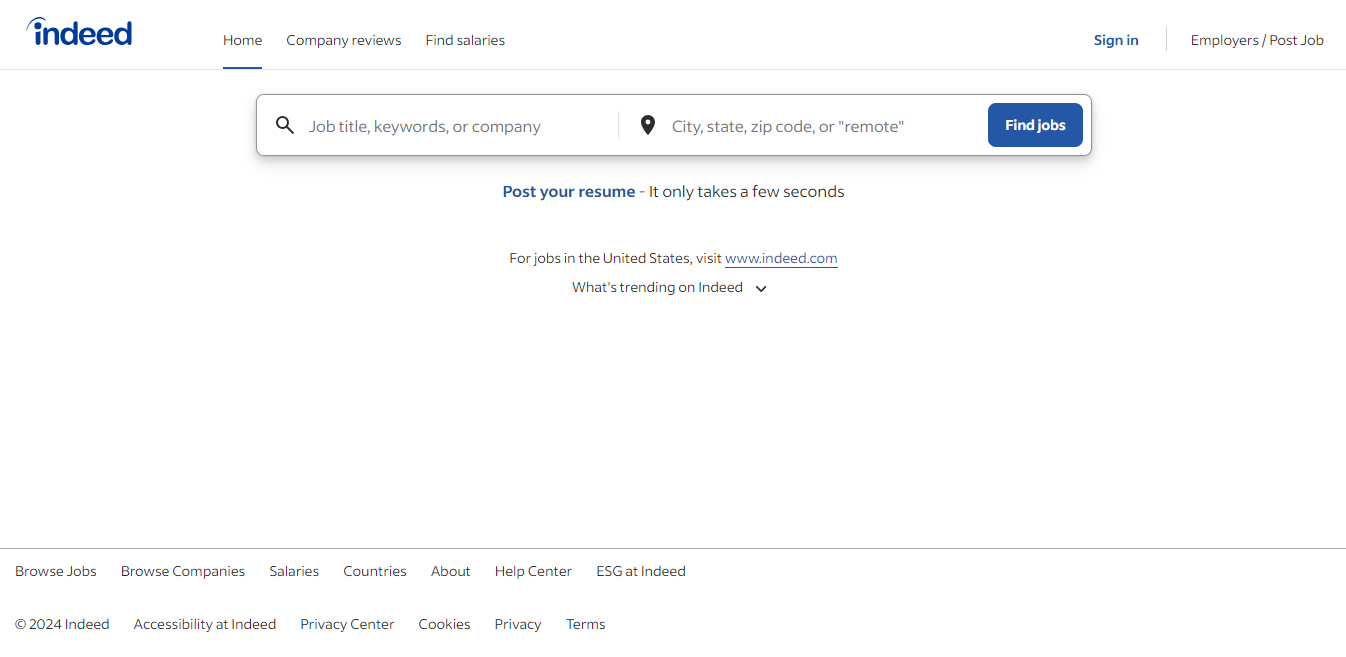 indeed
Home Company reviews Find salaries Sign in Employers / Post Job
Job title, keywords, or company City, state, zip code, or "remote" Find jobs
Post your resume - It only takes a few seconds
For jobs in the United States, visit www.indeed.com
What's trending on Indeed
Browse Jobs Browse Companies Salaries Countries About Help Center ESG at Indeed
© 2024 Indeed Accessibility at Indeed Privacy Center Cookies Privacy Terms